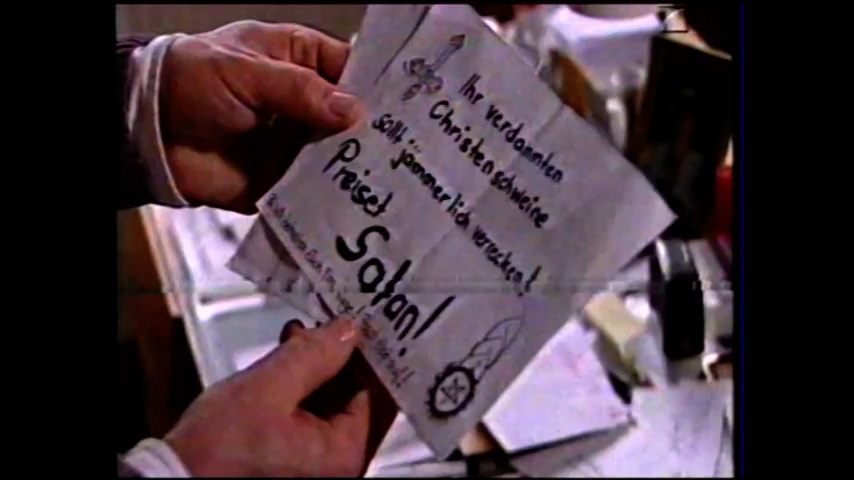 Ihr verdammten
Christenschweine
sollt jämmerlich verrecken!
Preiset
Satan!